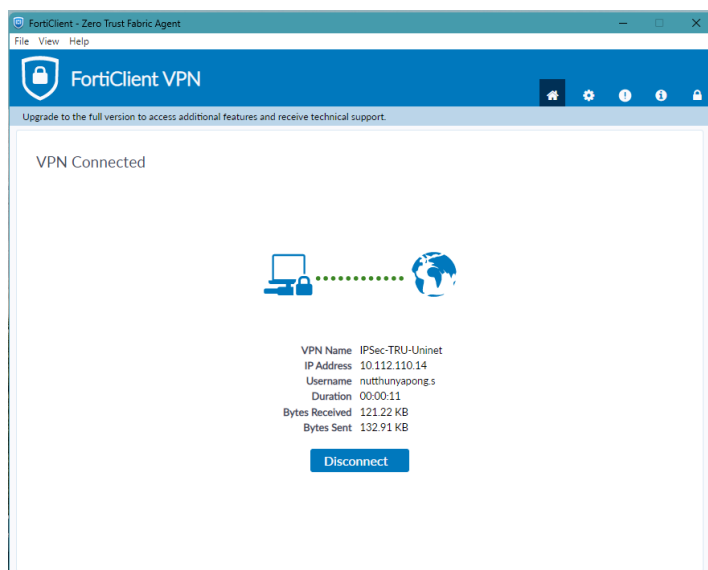 FortiClient - Zero Trust Fabric Agent
File View Help
FortiClient VPN
Upgrade to the full version to access additional features and receive technical support.
VPN Connected
VPN Name IPSec-TRU-Uninet
IP Address 10.112.110.14
Username nutthunyapong.s
Duration 00:00:11
Bytes Received 121.22 KB
Bytes Sent 132.91 KB
Disconnect